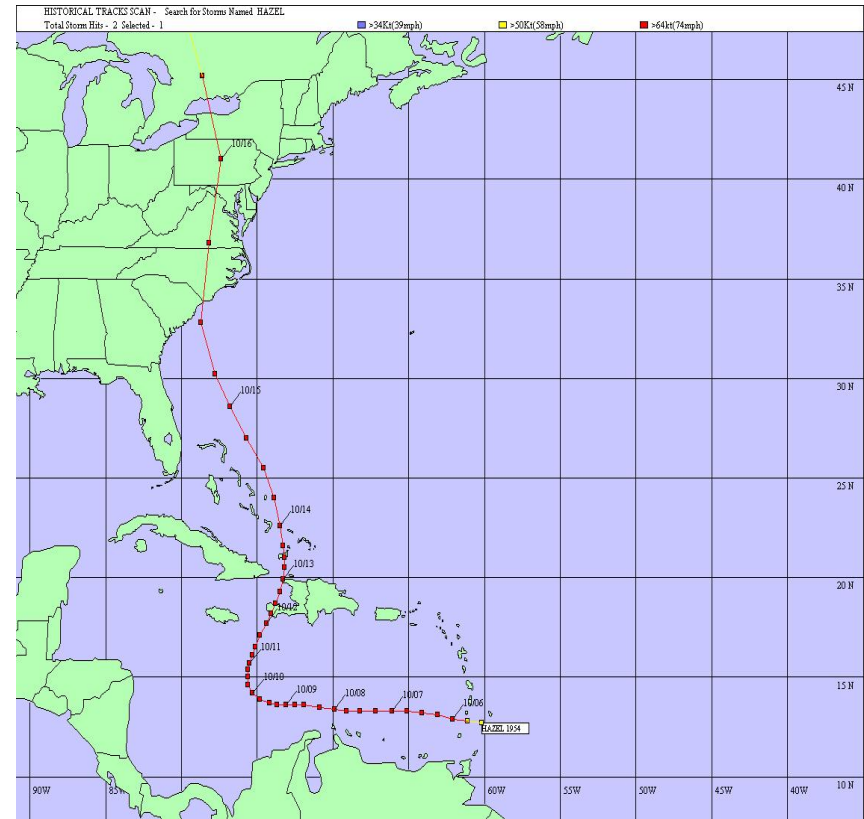 HISTORICAL TRACKS SCAN - Search for Storms Named HAZEL
Total Storm Hits - 2 Selected - 1 >34Kt(39mph) >50Kt(58mph) >64kt(74mph)
45 N
10/16
40 N
35 N
10/15
30 N
25 N
10/14
10/13
20 N
10/12
10/11
15 N
10/10
10/09
10/08
10/07
10/06
HAZEL 1954
10 N
90W 85W 60W 55W 50W 45W 40W